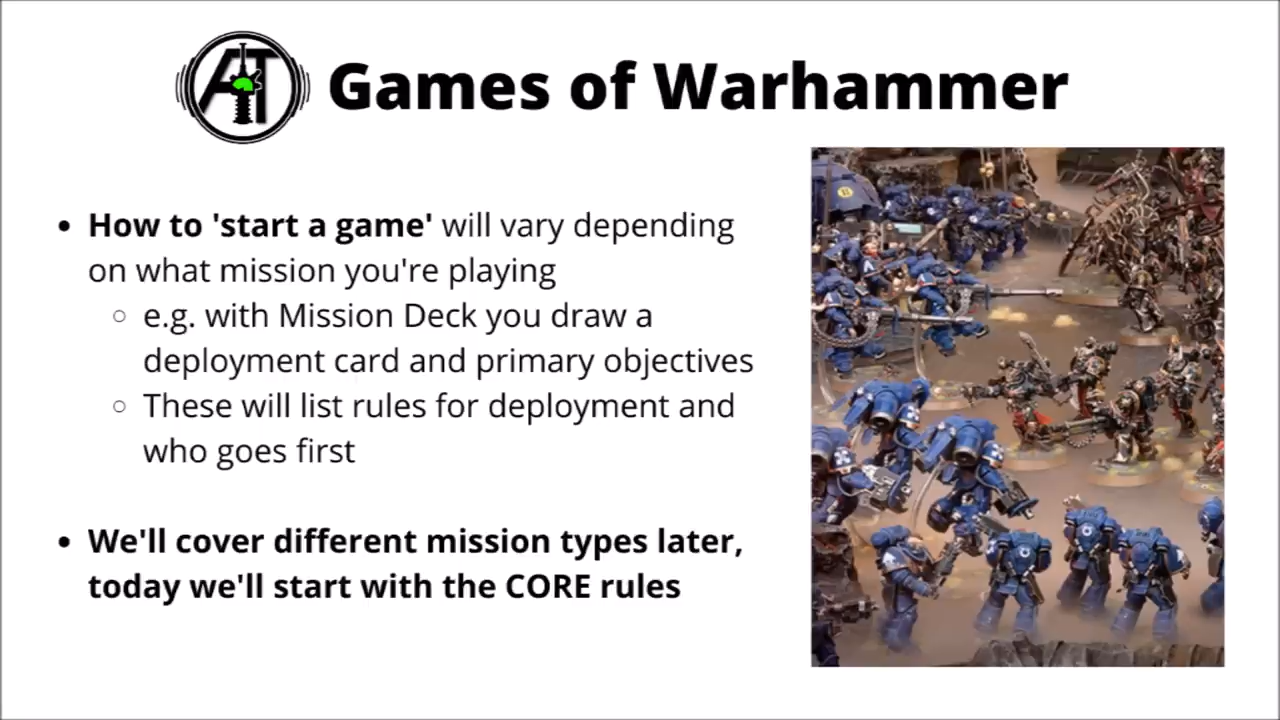 AT
Games of Warhammer
• How to 'start a game' will vary depending
on what mission you're playing
○ e.g. with Mission Deck you draw a
deployment card and primary objectives
○ These will list rules for deployment and
who goes first
• We'll cover different mission types later,
today we'll start with the CORE rules